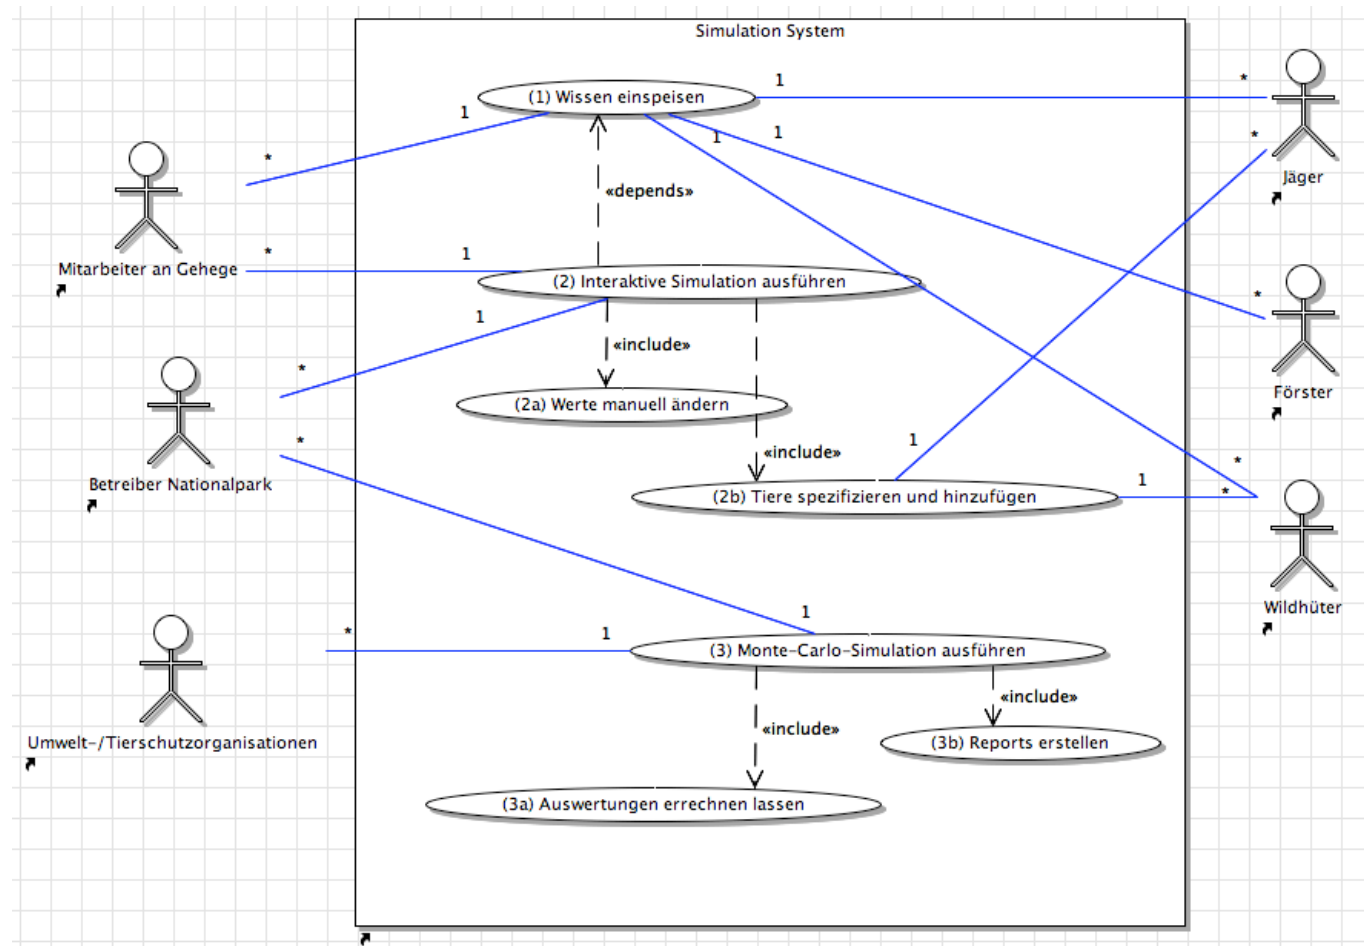 Simulation System
(1) Wissen einspeisen
1
*
1
1
1
*
*
«depends»
Jäger
Mitarbeiter an Gehege
*
1
(2) Interaktive Simulation ausführen
1
*
*
«include»
(2a) Werte manuell ändern
Förster
Betreiber Nationalpark
*
1
«include»
*
(2b) Tiere spezifizieren und hinzufügen
1
*
Wildhüter
1
*
1
(3) Monte-Carlo-Simulation ausführen
«include»
«include»
Umwelt-/Tierschutzorganisationen
(3b) Reports erstellen
(3a) Auswertungen errechnen lassen